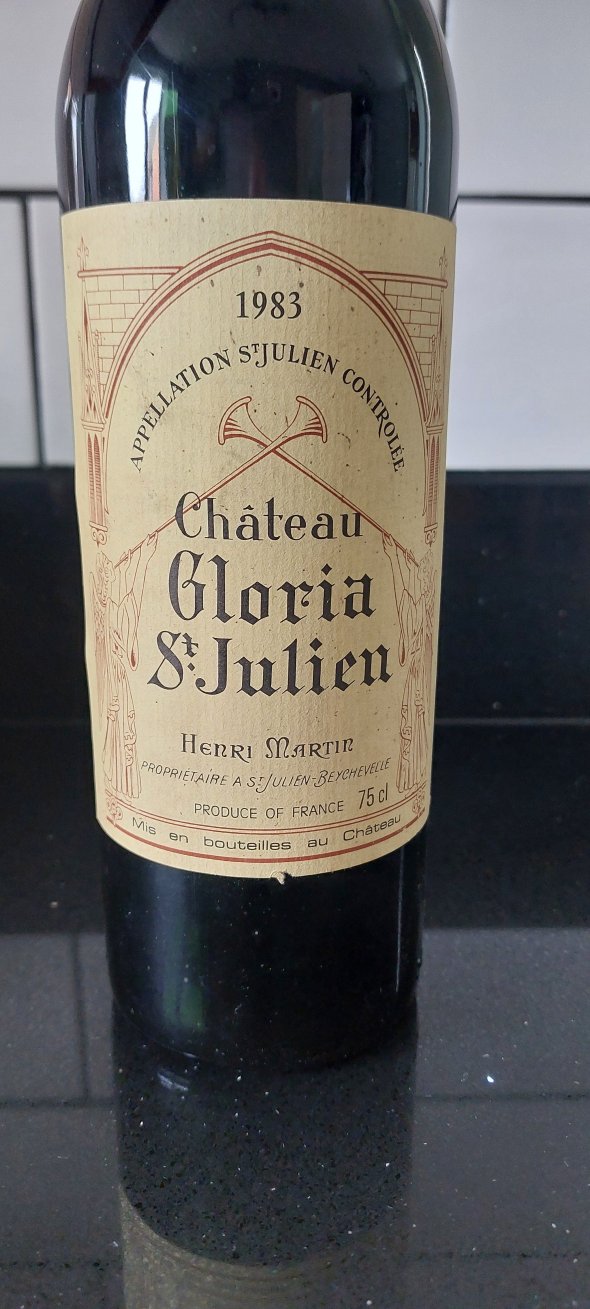 1983
APPELLATION ST JULIEN CONTROLÉE
Château
Gloria
St. Julien
HENRI MARTIN
PROPRIÉTAIRE A ST JULIEN-BEYCHEVELLE
PRODUCE OF FRANCE 75 cl
Mis en bouteilles au Château